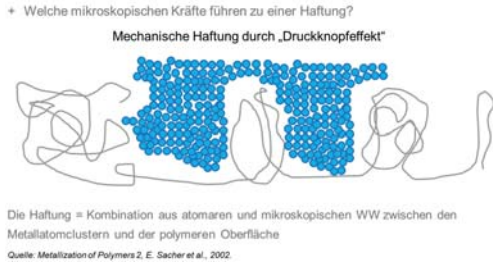 + Welche mikroskopischen Kräfte führen zu einer Haftung?
Mechanische Haftung durch „Druckknopfeffekt“
Die Haftung = Kombination aus atomaren und mikroskopischen WW zwischen den
Metallatomclustern und der polymeren Oberfläche
Quelle: Metallization of Polymers 2, E. Sacher et al., 2002.